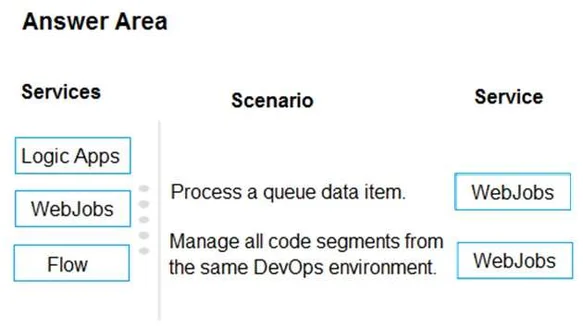 Answer Area
Services
Scenario
Service
Logic Apps
WebJobs
Flow
Process a queue data item.
WebJobs
Manage all code segments from
the same DevOps environment.
WebJobs